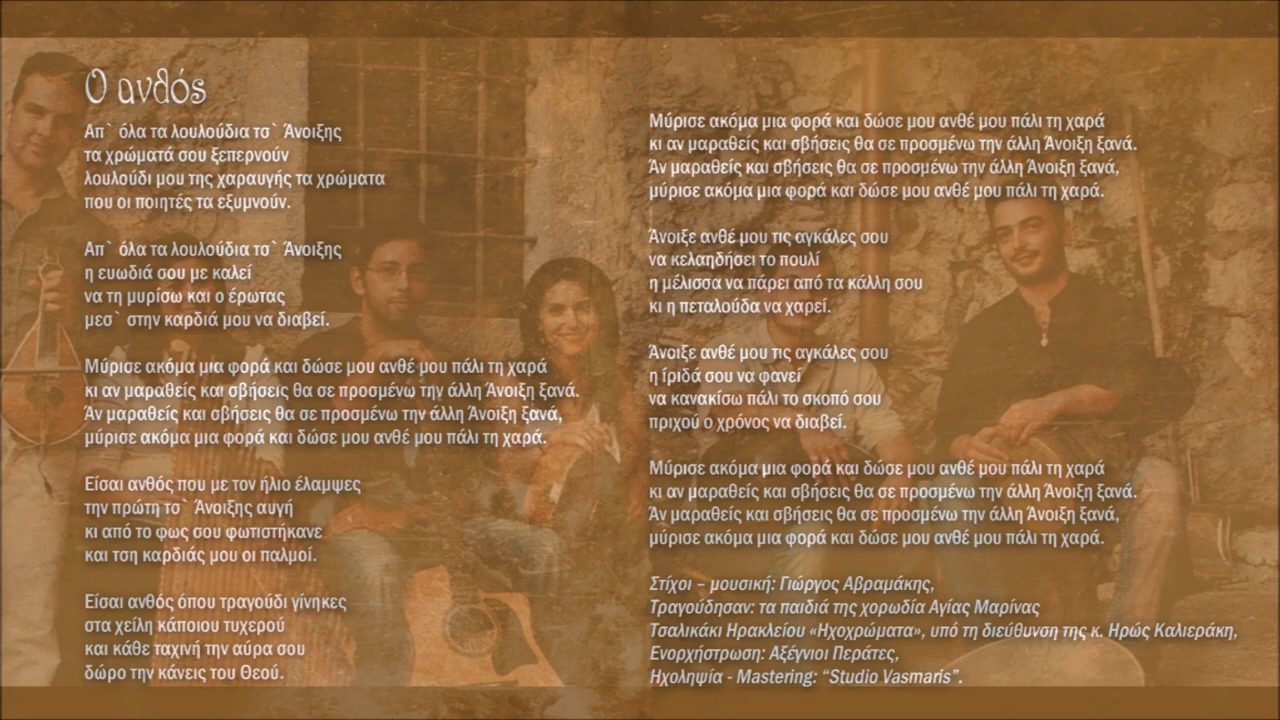 Ο ανθός
Απ` όλα τα λουλούδια τσ` Άνοιξης
τα χρώματά σου ξεπερνούν
λουλούδι μου της χαραυγής τα χρώματα
που οι ποιητές τα εξυμνούν.
Απ` όλα τα λουλούδια τσ` Άνοιξης
η ευωδιά σου με καλεί
να τη μυρίσω και ο έρωτας
μεσ` στην καρδιά μου να διαβεί.
Μύρισε ακόμα μια φορά και δώσε μου ανθέ μου πάλι τη χαρά
κι αν μαραθείς και σβήσεις θα σε προσμένω την άλλη Άνοιξη ξανά.
Άν μαραθείς και σβήσεις θα σε προσμένω την άλλη Άνοιξη ξανά,
μύρισε ακόμα μια φορά και δώσε μου ανθέ μου πάλι τη χαρά.
Είσαι ανθός που με τον ήλιο έλαμψες
την πρώτη τσ` Άνοιξης αυγή
κι από το φως σου φωτιστήκανε
και τση καρδιάς μου οι παλμοί.
Είσαι ανθός όπου τραγούδι γίνηκες
στα χείλη κάποιου τυχερού
και κάθε ταχινή την αύρα σου
δώρο την κάνεις του Θεού.
Μύρισε ακόμα μια φορά και δώσε μου ανθέ μου πάλι τη χαρά
κι αν μαραθείς και σβήσεις θα σε προσμένω την άλλη Άνοιξη ξανά.
Άν μαραθείς και σβήσεις θα σε προσμένω την άλλη Άνοιξη ξανά,
μύρισε ακόμα μια φορά και δώσε μου ανθέ μου πάλι τη χαρά.
Άνοιξε ανθέ μου τις αγκάλες σου
να κελαηδήσει το πουλί
η μέλισσα να πάρει από τα κάλλη σου
κι η πεταλούδα να χαρεί.
Άνοιξε ανθέ μου τις αγκάλες σου
η ίριδά σου να φανεί
να κανακίσω πάλι το σκοπό σου
πριχού ο χρόνος να διαβεί.
Μύρισε ακόμα μια φορά και δώσε μου ανθέ μου πάλι τη χαρά
κι αν μαραθείς και σβήσεις θα σε προσμένω την άλλη Άνοιξη ξανά.
Άν μαραθείς και σβήσεις θα σε προσμένω την άλλη Άνοιξη ξανά,
μύρισε ακόμα μια φορά και δώσε μου ανθέ μου πάλι τη χαρά.
Στίχοι – μουσική: Γιώργος Αβραμάκης,
Τραγούδησαν: τα παιδιά της χορωδία Αγίας Μαρίνας
Τσαλικάκι Ηρακλείου «Ηχοχρώματα», υπό τη διεύθυνση της κ. Ηρώς Καλιεράκη,
Ενορχήστρωση: Αξέγνιοι Περάτες,
Ηχοληψία - Mastering: “Studio Vasmaris”.